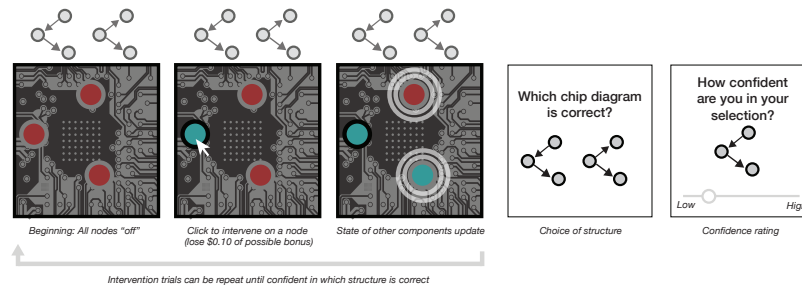 Which chip diagram
is correct?
How confident
are you in your
selection?
Low
High
Beginning: All nodes “off”
Click to intervene on a node
(lose $0.10 of possible bonus)
State of other components update
Choice of structure
Confidence rating
Intervention trials can be repeat until confident in which structure is correct